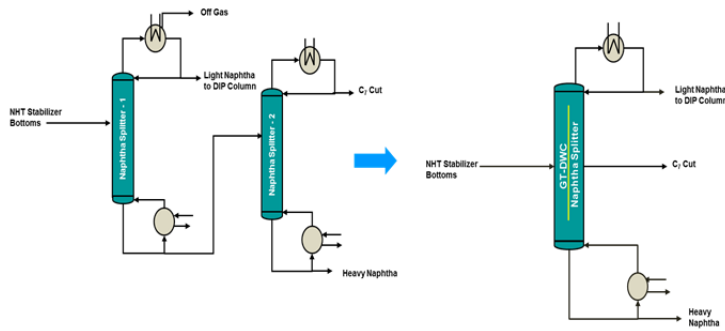 Off Gas
Light Naphtha
to DIP Column
NHT Stabilizer
Bottoms
Naphtha Splitter - 1
Naphtha Splitter - 2
C₇ Cut
Heavy Naphtha
Light Naphtha
to DIP Column
NHT Stabilizer
Bottoms
GT-DWC
Naphtha Splitter
C₇ Cut
Heavy
Naphtha